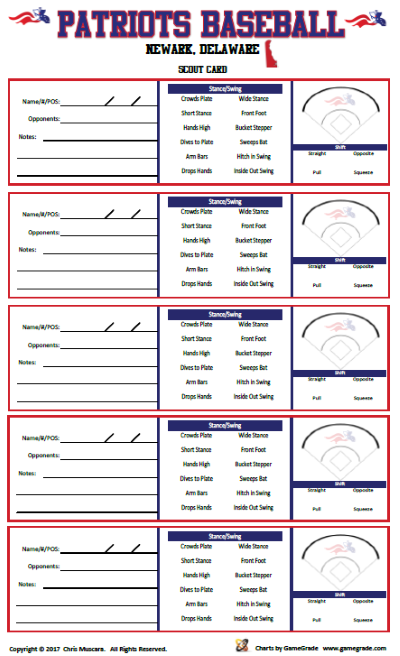 PATRIOTS BASEBALL
NEWARK, DELAWARE
SCOUT CARD
Name/#/POS: / /
Opponents:
Notes:
Stance/Swing
Crowds Plate Wide Stance
Short Stance Front Foot
Hands High Bucket Stepper
Dives to Plate Sweeps Bat
Arm Bars Hitch in Swing
Drops Hands Inside Out Swing
Shift
Straight Opposite
Pull Squeeze
Name/#/POS: / /
Opponents:
Notes:
Stance/Swing
Crowds Plate Wide Stance
Short Stance Front Foot
Hands High Bucket Stepper
Dives to Plate Sweeps Bat
Arm Bars Hitch in Swing
Drops Hands Inside Out Swing
Shift
Straight Opposite
Pull Squeeze
Name/#/POS: / /
Opponents:
Notes:
Stance/Swing
Crowds Plate Wide Stance
Short Stance Front Foot
Hands High Bucket Stepper
Dives to Plate Sweeps Bat
Arm Bars Hitch in Swing
Drops Hands Inside Out Swing
Shift
Straight Opposite
Pull Squeeze
Name/#/POS: / /
Opponents:
Notes:
Stance/Swing
Crowds Plate Wide Stance
Short Stance Front Foot
Hands High Bucket Stepper
Dives to Plate Sweeps Bat
Arm Bars Hitch in Swing
Drops Hands Inside Out Swing
Shift
Straight Opposite
Pull Squeeze
Name/#/POS: / /
Opponents:
Notes:
Stance/Swing
Crowds Plate Wide Stance
Short Stance Front Foot
Hands High Bucket Stepper
Dives to Plate Sweeps Bat
Arm Bars Hitch in Swing
Drops Hands Inside Out Swing
Shift
Straight Opposite
Pull Squeeze
Copyright © 2017 Chris Muscara. All Rights Reserved. Charts by GameGrade www.gamegrade.com